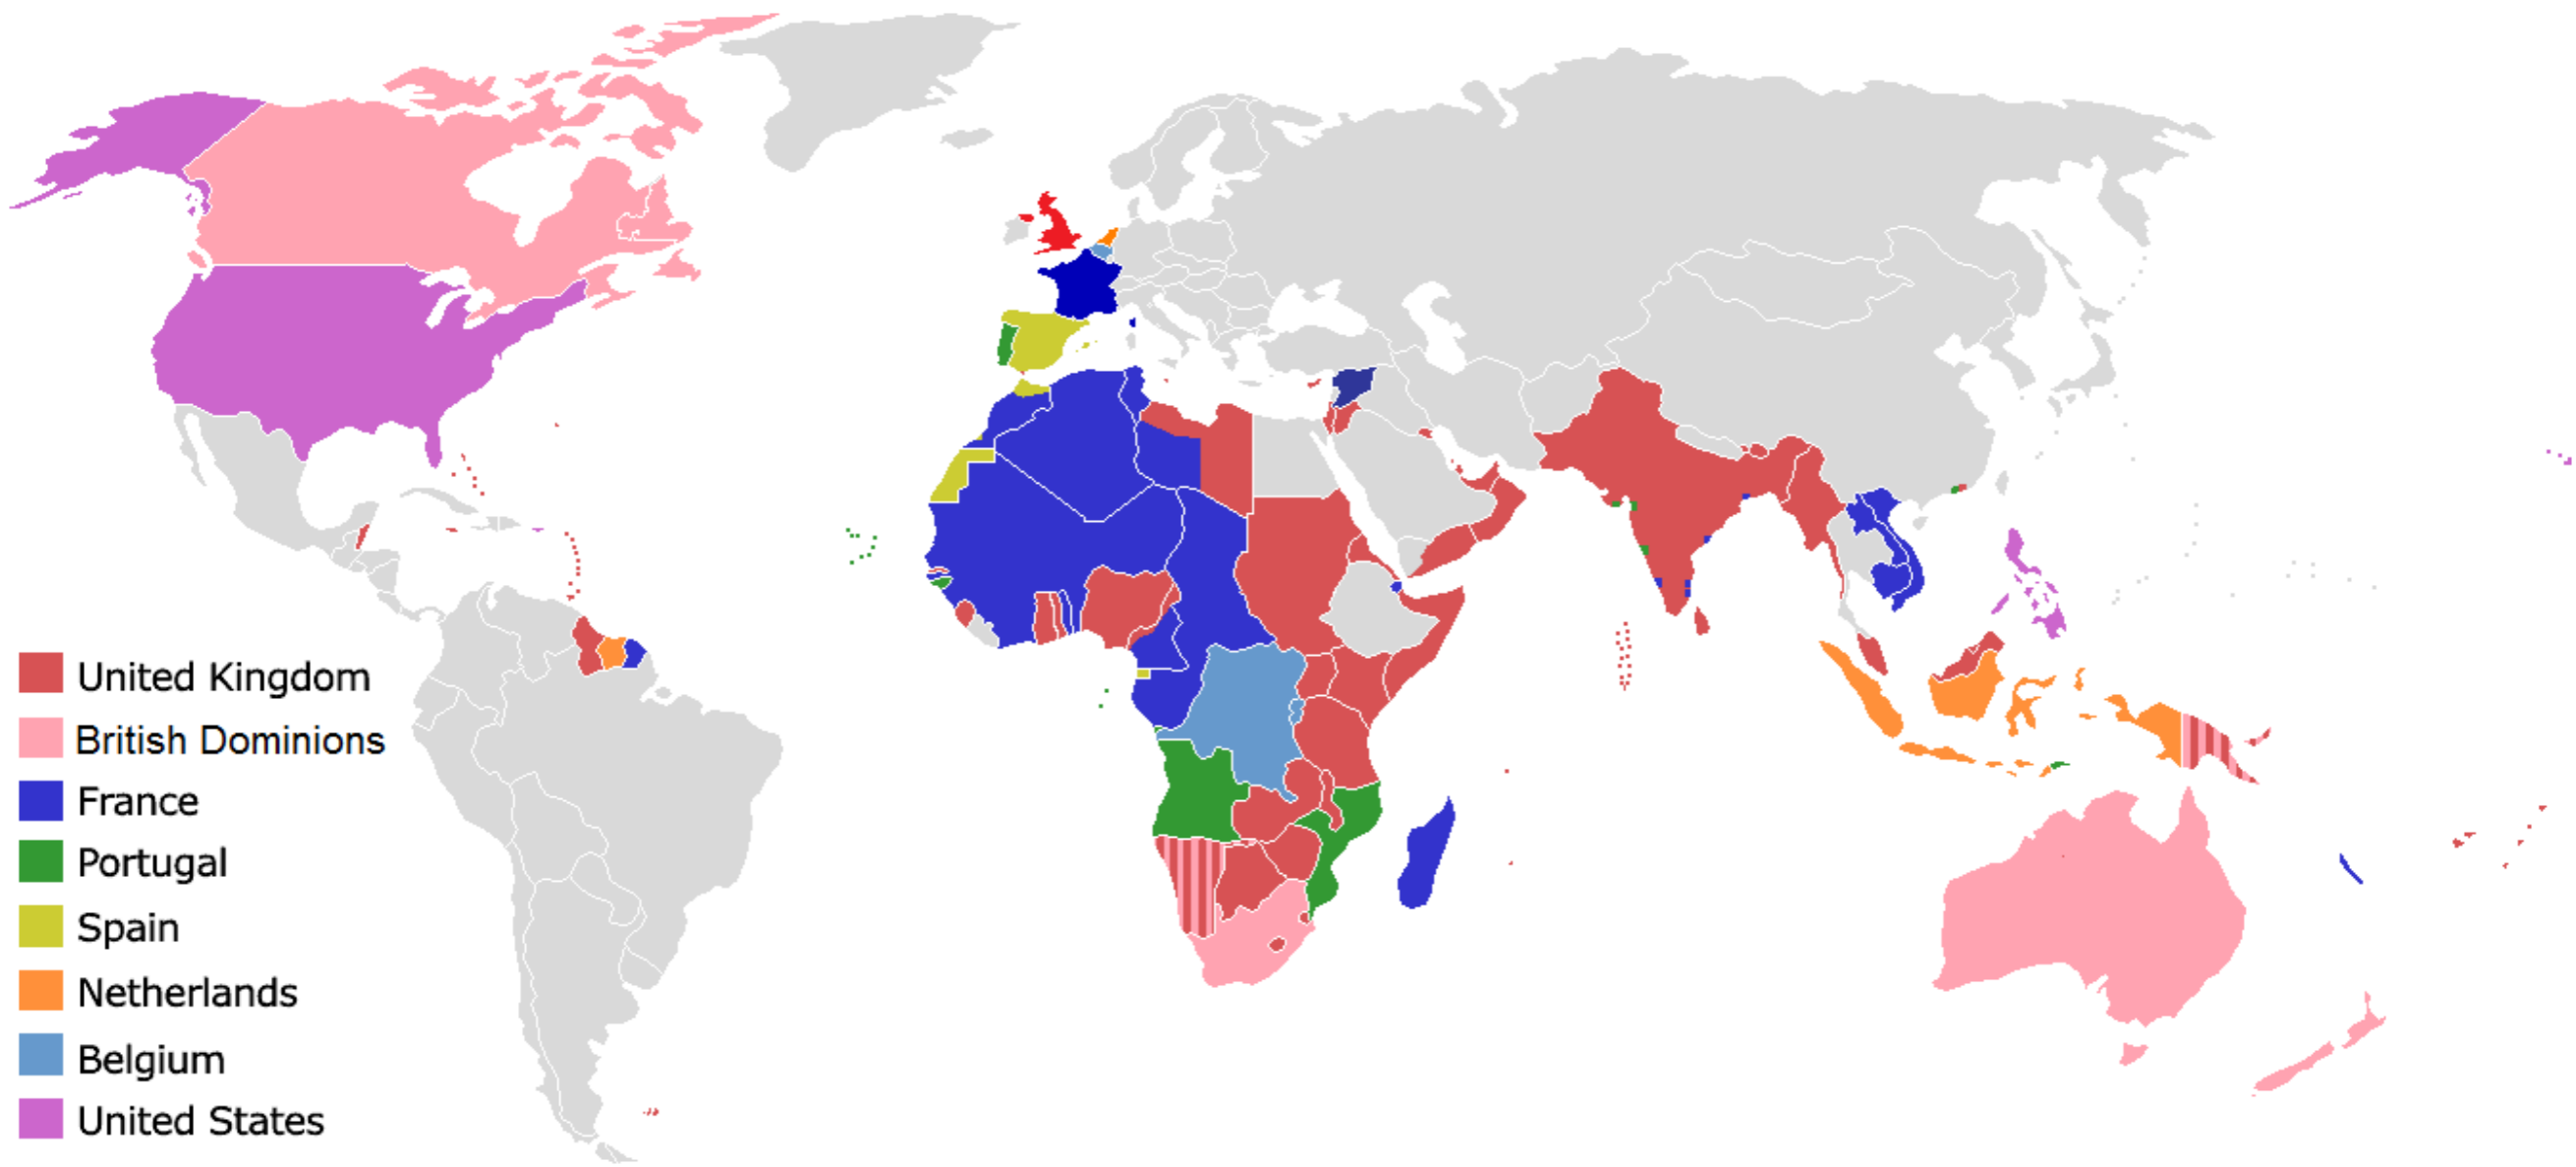 United Kingdom
British Dominions
France
Portugal
Spain
Netherlands
Belgium
United States